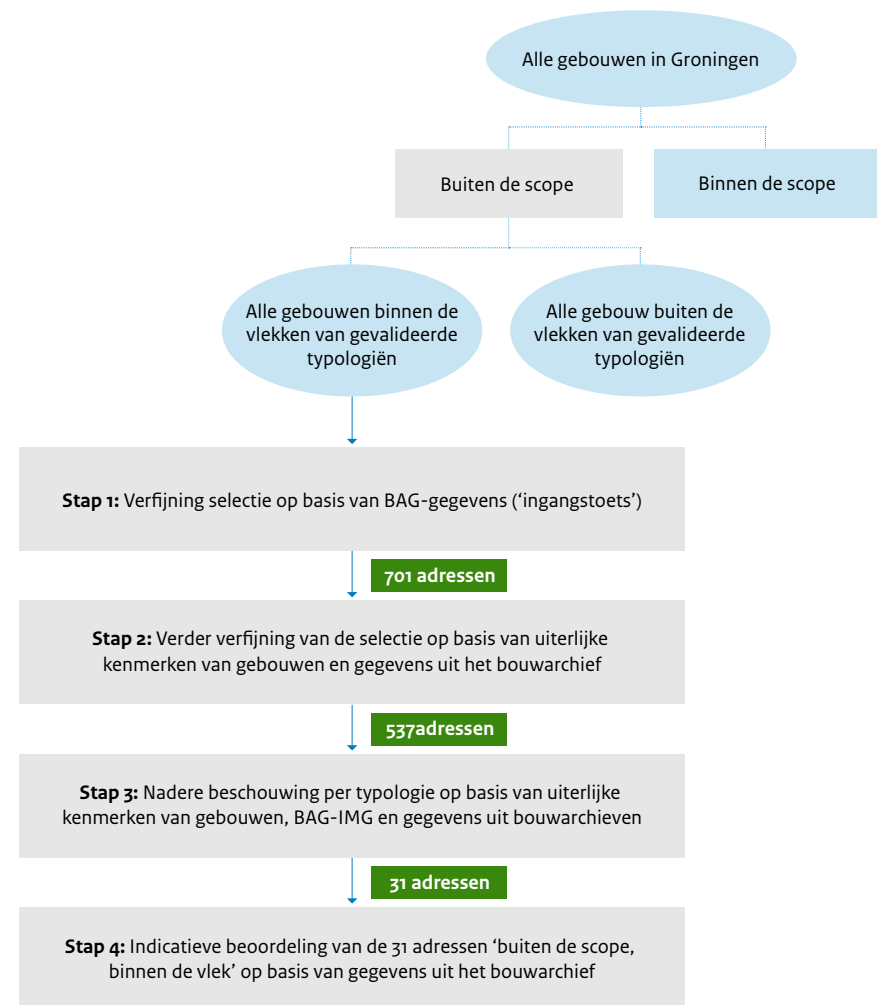 Alle gebouwen in Groningen
Buiten de scope
Binnen de scope
Alle gebouwen binnen de
vlekken van gevalideerde
typologiën
Alle gebouw buiten de
vlekken van gevalideerde
typologiën
Stap 1: Verfijning selectie op basis van BAG-gegevens (‘ingangstoets’)
701 adressen
Stap 2: Verder verfijning van de selectie op basis van uiterlijke
kenmerken van gebouwen en gegevens uit het bouwarchief
537adressen
Stap 3: Nadere beschouwing per typologie op basis van uiterlijke
kenmerken van gebouwen, BAG-IMG en gegevens uit bouwarchieven
31 adressen
Stap 4: Indicatieve beoordeling van de 31 adressen ‘buiten de scope,
binnen de vlek’ op basis van gegevens uit het bouwarchief